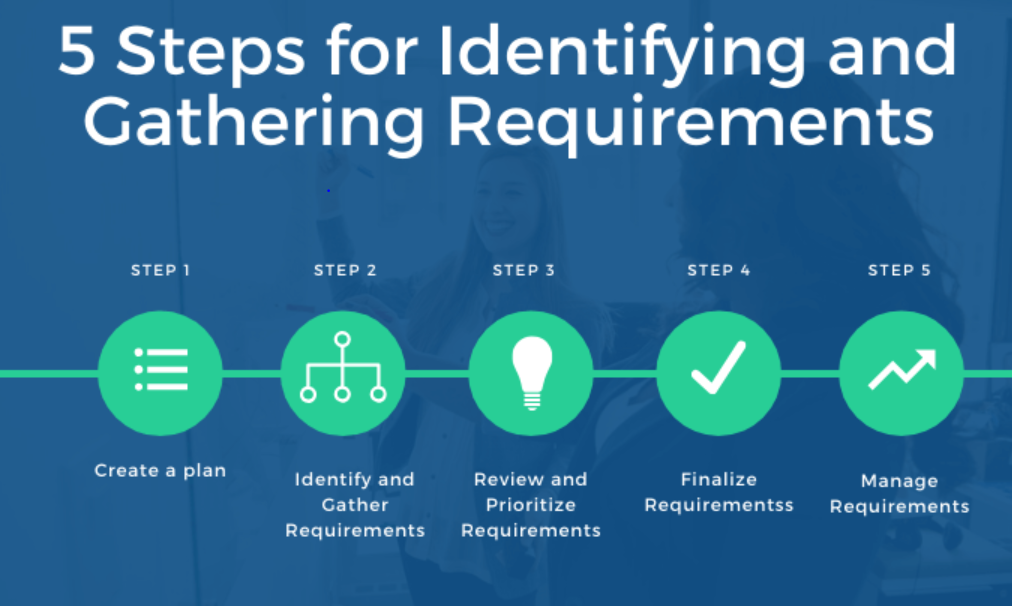 5 Steps for Identifying and
Gathering Requirements
STEP 1
STEP 2
STEP 3
STEP 4
STEP 5
Create a plan
Identify and
Gather
Requirements
Review and
Prioritize
Requirements
Finalize
Requirementss
Manage
Requirements